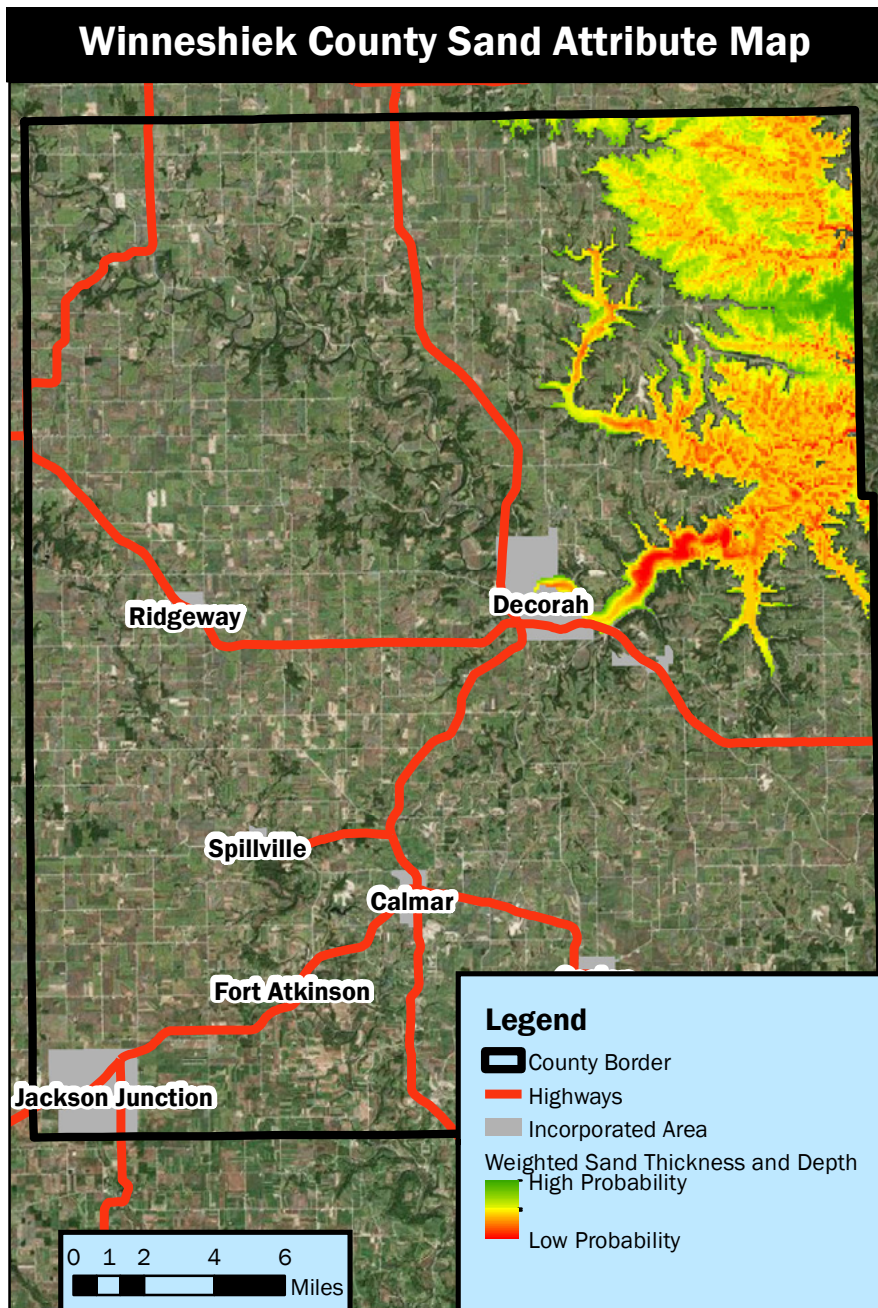 Winneshiek County Sand Attribute Map
Decorah
Ridgeway
Spillville
Calmar
Fort Atkinson
Jackson Junction
Legend
County Border
Highways
Incorporated Area
Weighted Sand Thickness and Depth
High Probability
Low Probability
0 1 2 4 6
Miles